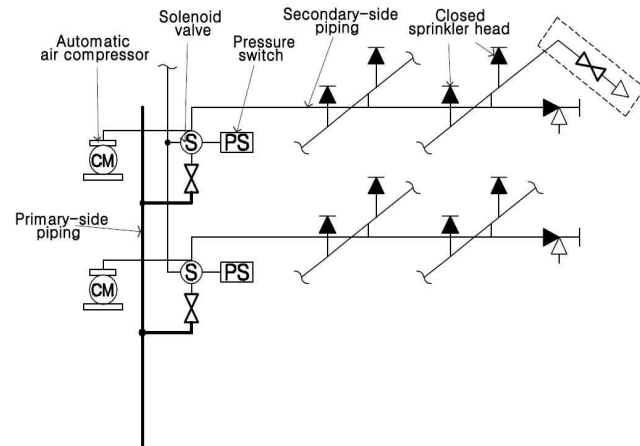 Solenoid
valve
Secondary-side
piping
Closed
sprinkler head
Automatic
air compressor
Pressure
switch
S
PS
CM
Primary-side
piping
S
PS
CM